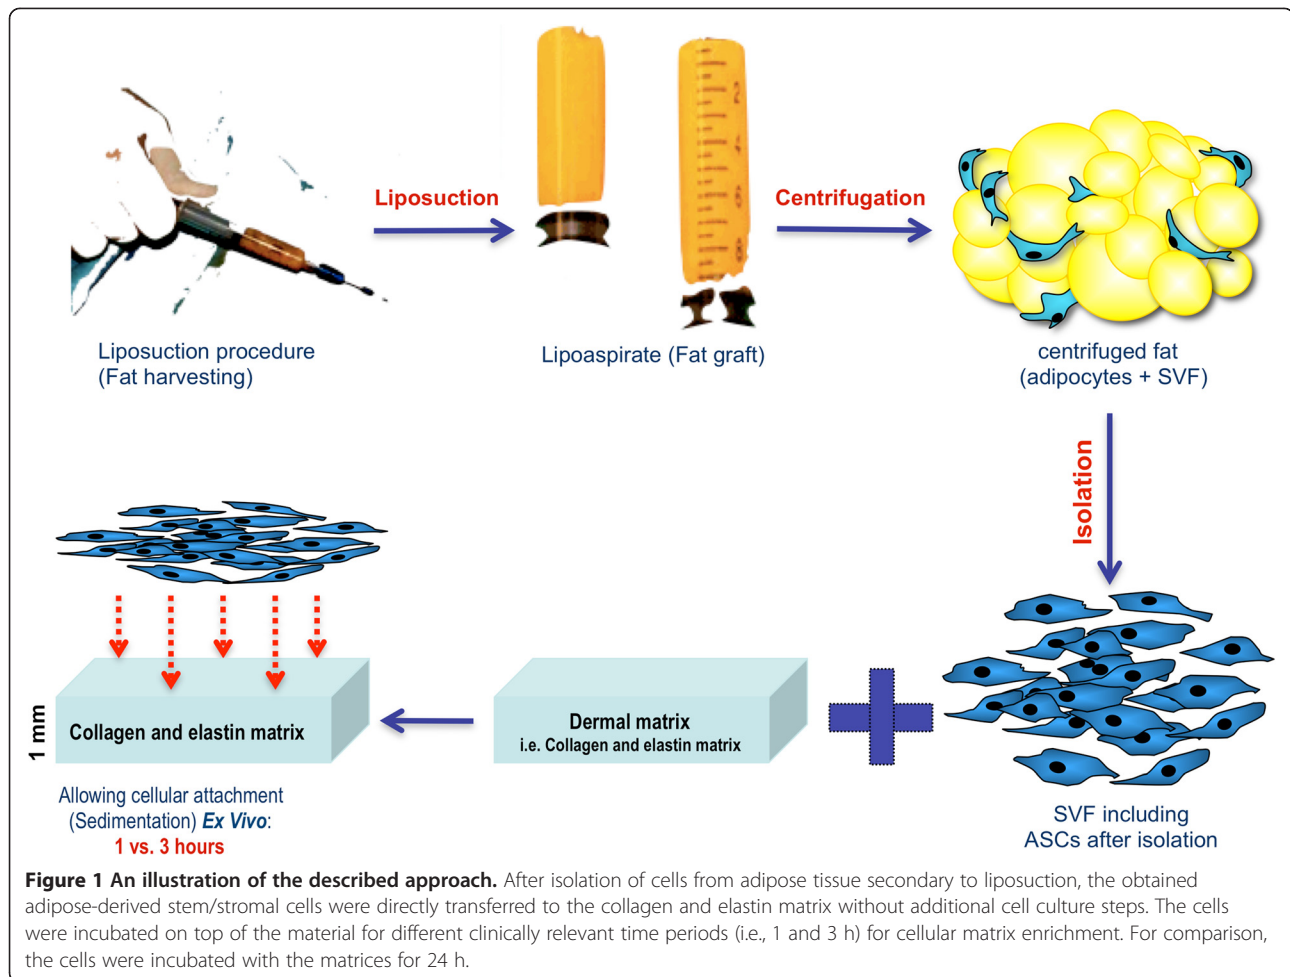 Liposuction
Centrifugation
2
4
6
8
Liposuction procedure
(Fat harvesting)
Lipoaspirate (Fat graft)
centrifuged fat
(adipocytes + SVF)
Isolation
1 mm
Collagen and elastin matrix
Dermal matrix
i.e. Collagen and elastin matrix
Allowing cellular attachment
(Sedimentation) Ex Vivo:
1 vs. 3 hours
SVF including
ASCs after isolation
Figure 1 An illustration of the described approach. After isolation of cells from adipose tissue secondary to liposuction, the obtained
adipose-derived stem/stromal cells were directly transferred to the collagen and elastin matrix without additional cell culture steps. The cells
were incubated on top of the material for different clinically relevant time periods (i.e., 1 and 3 h) for cellular matrix enrichment. For comparison,
the cells were incubated with the matrices for 24 h.